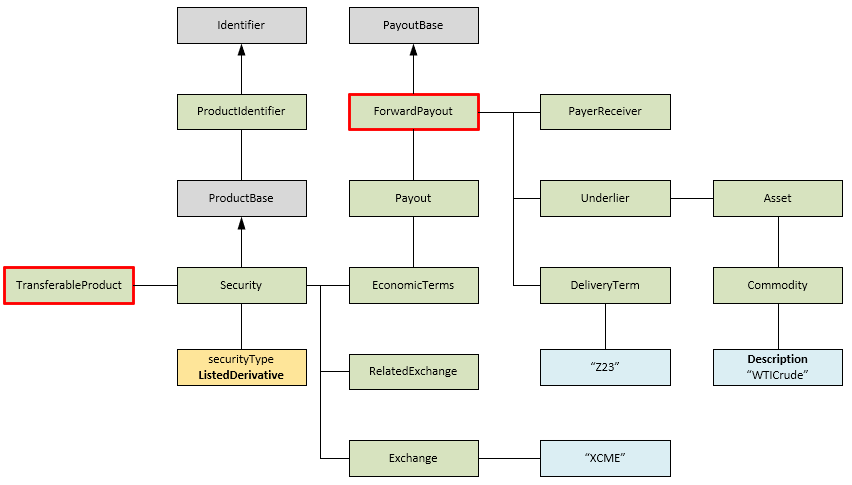 Identifier
PayoutBase
ProductIdentifier
ForwardPayout
PayerReceiver
ProductBase
Payout
Underlier
Asset
TransferableProduct
Security
EconomicTerms
DeliveryTerm
Commodity
securityType
ListedDerivative
RelatedExchange
“Z23”
Description
“WTICrude”
Exchange
“XCME”